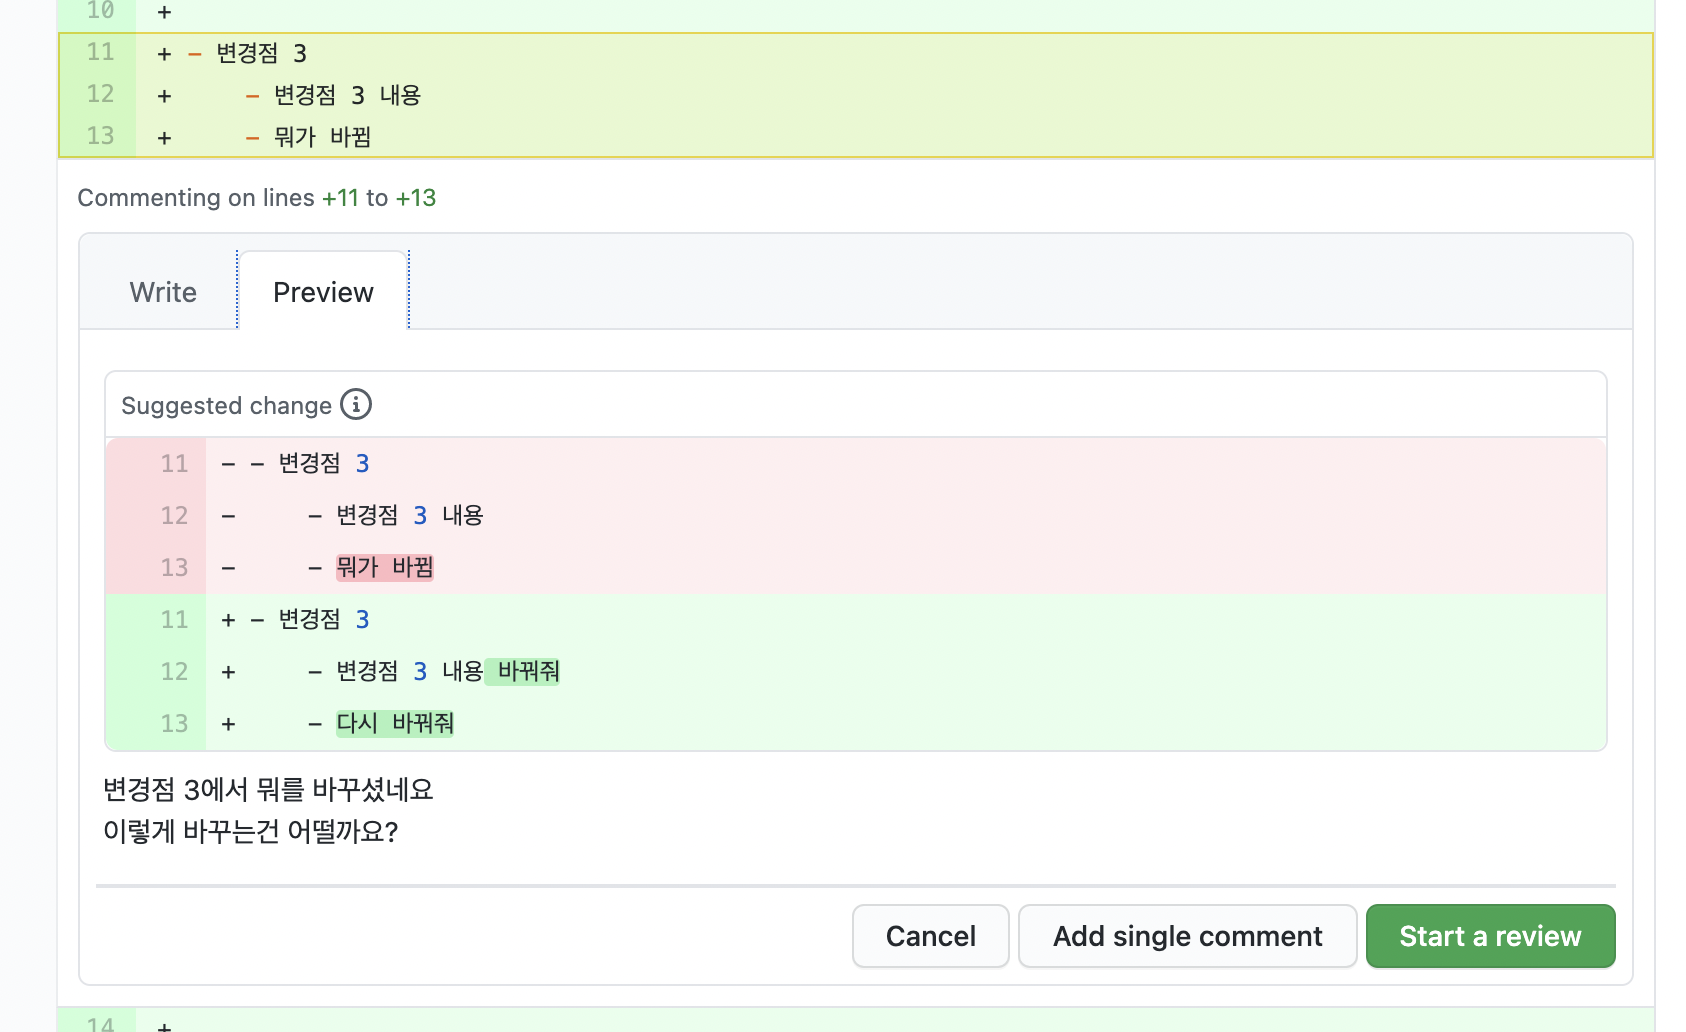 10 +
11 + - 변경점 3
12 + - 변경점 3 내용
13 + - 뭐가 바뀜
Commenting on lines +11 to +13
Write Preview
Suggested change
11 - - 변경점 3
12 - - 변경점 3 내용
13 - - 뭐가 바뀜
11 + - 변경점 3
12 + - 변경점 3 내용 바꿔줘
13 + - 다시 바꿔줘
변경점 3에서 뭐를 바꾸셨네요
이렇게 바꾸는건 어떨까요?
Cancel Add single comment Start a review
14 +